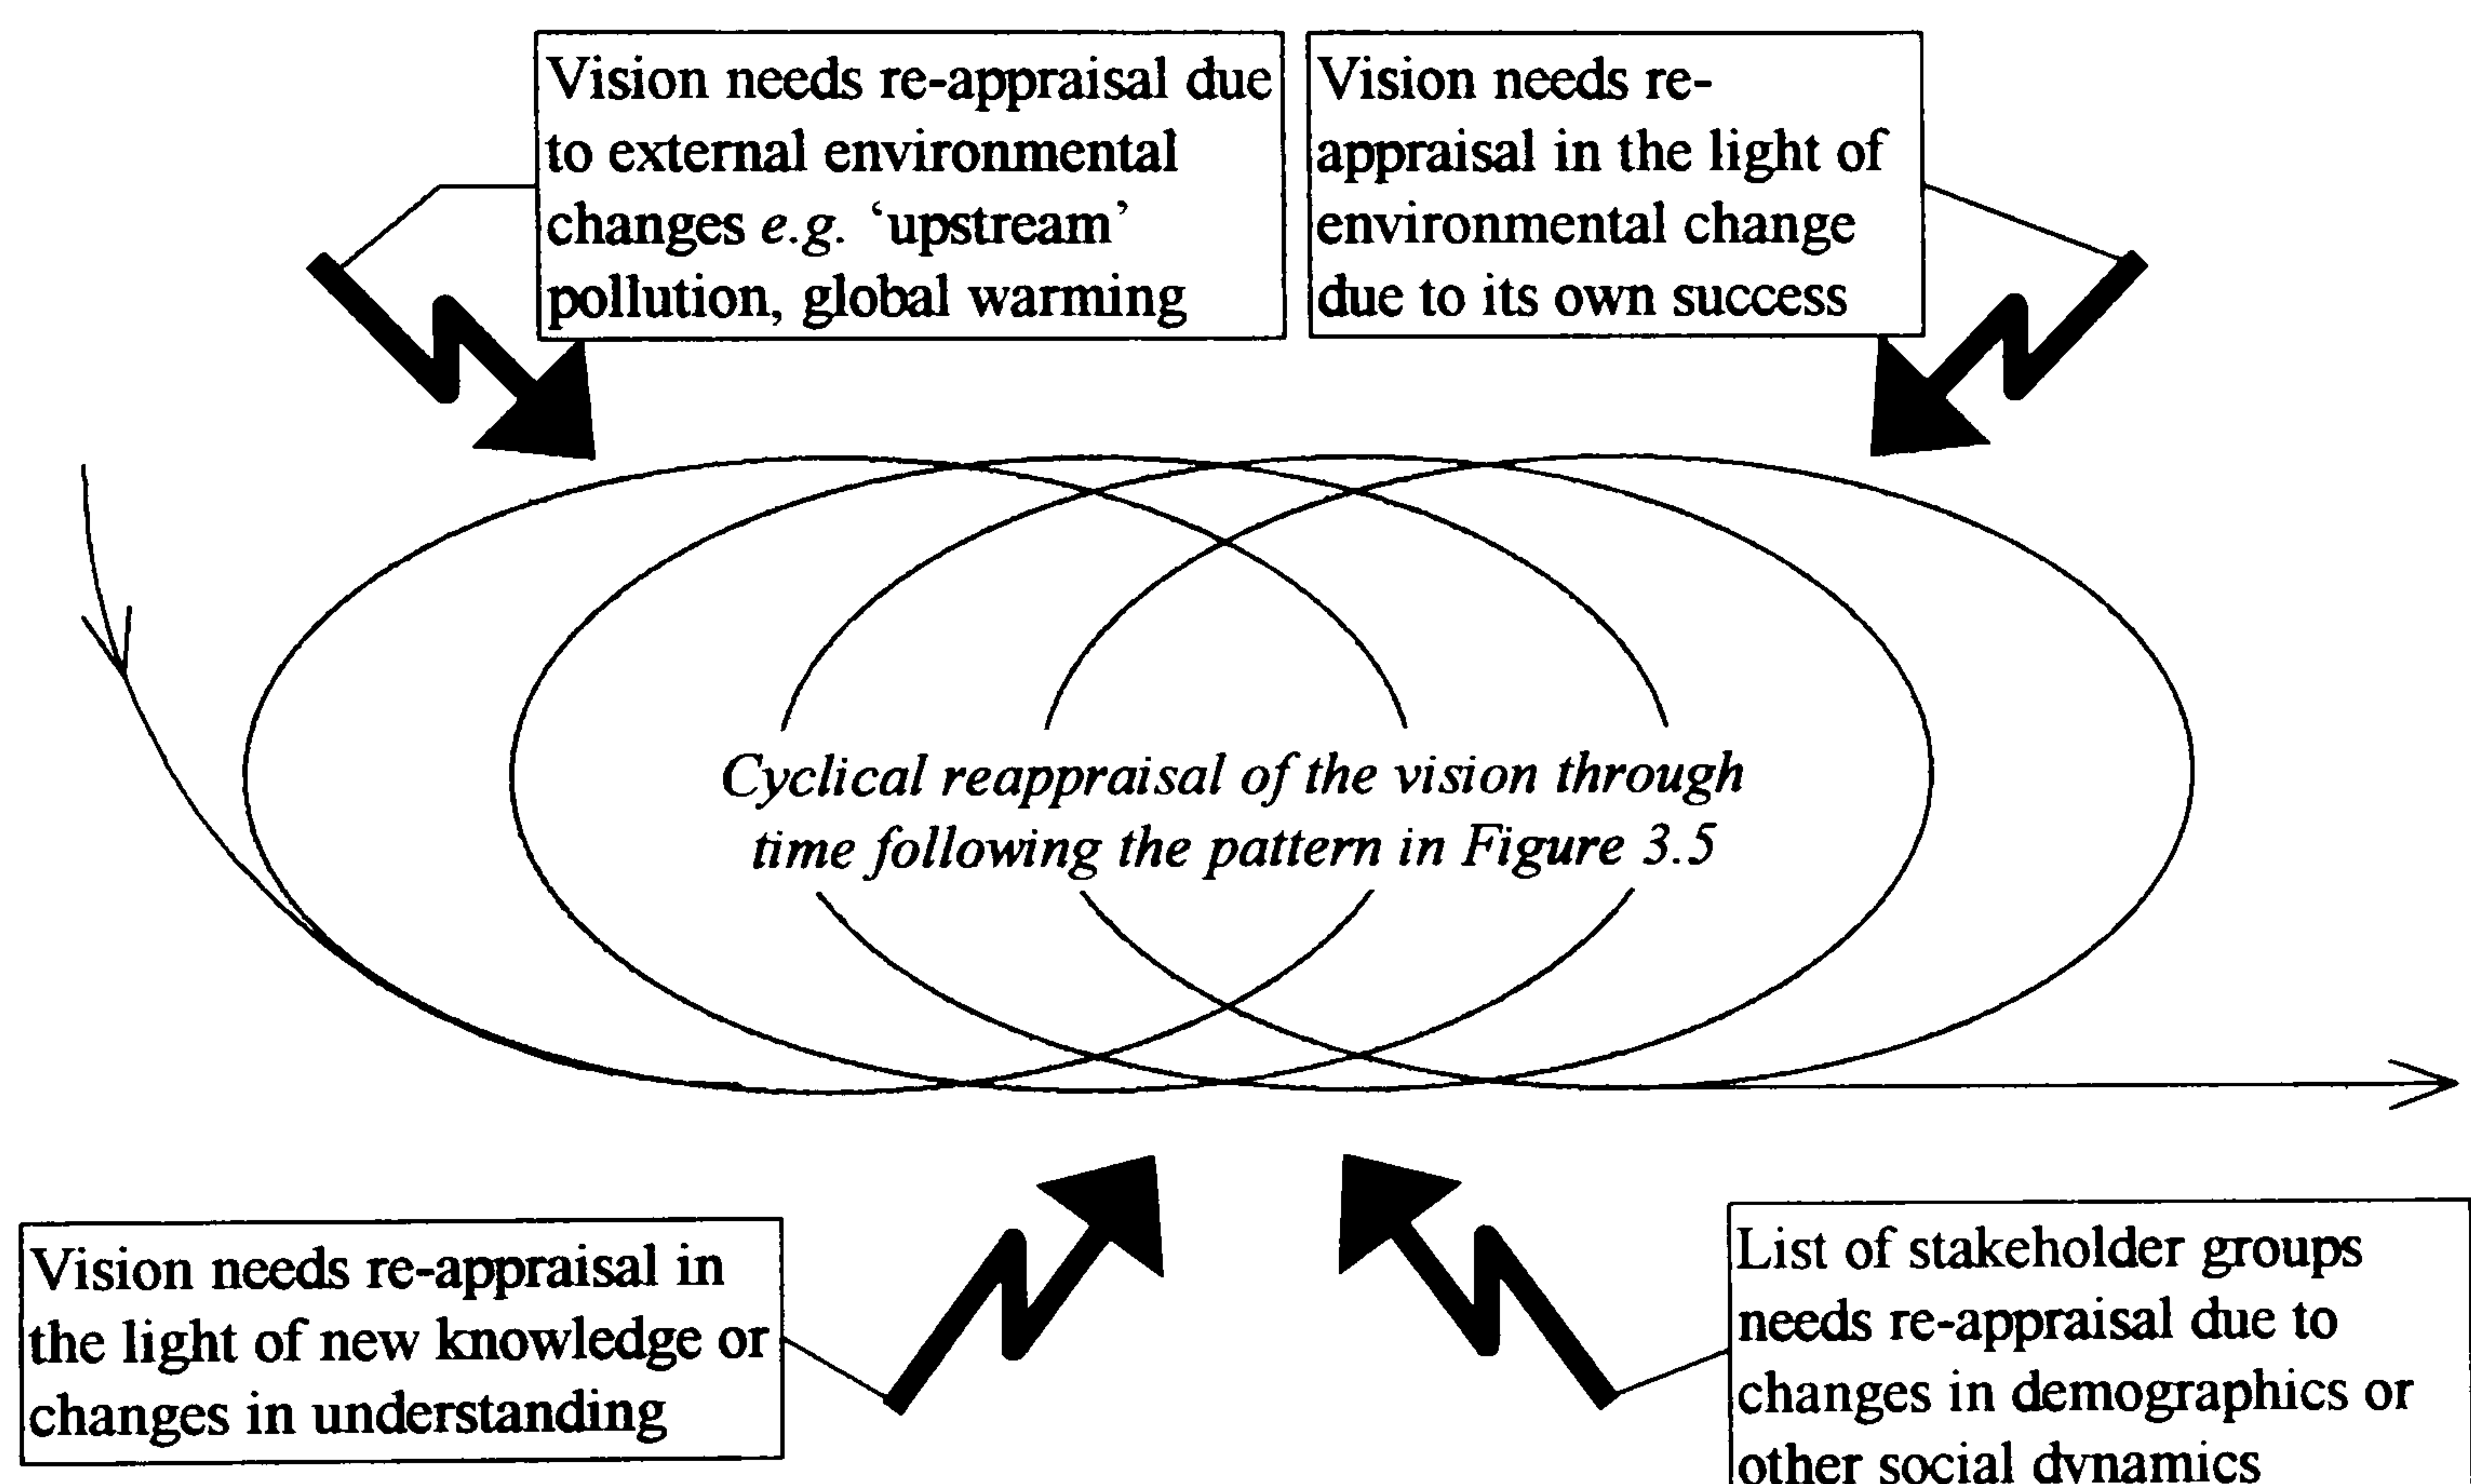 Vision needs re-appraisal due
to external environmental
changes e.g. ‘upstream’
pollution, global warming
Vision needs re-
appraisal in the light of
environmental change
due to its own success
Cyclical reappraisal of the vision through
time following the pattern in Figure 3.5
Vision needs re-appraisal in
the light of new knowledge or
changes in understanding
List of stakeholder groups
needs re-appraisal due to
changes in demographics or
other social dynamics